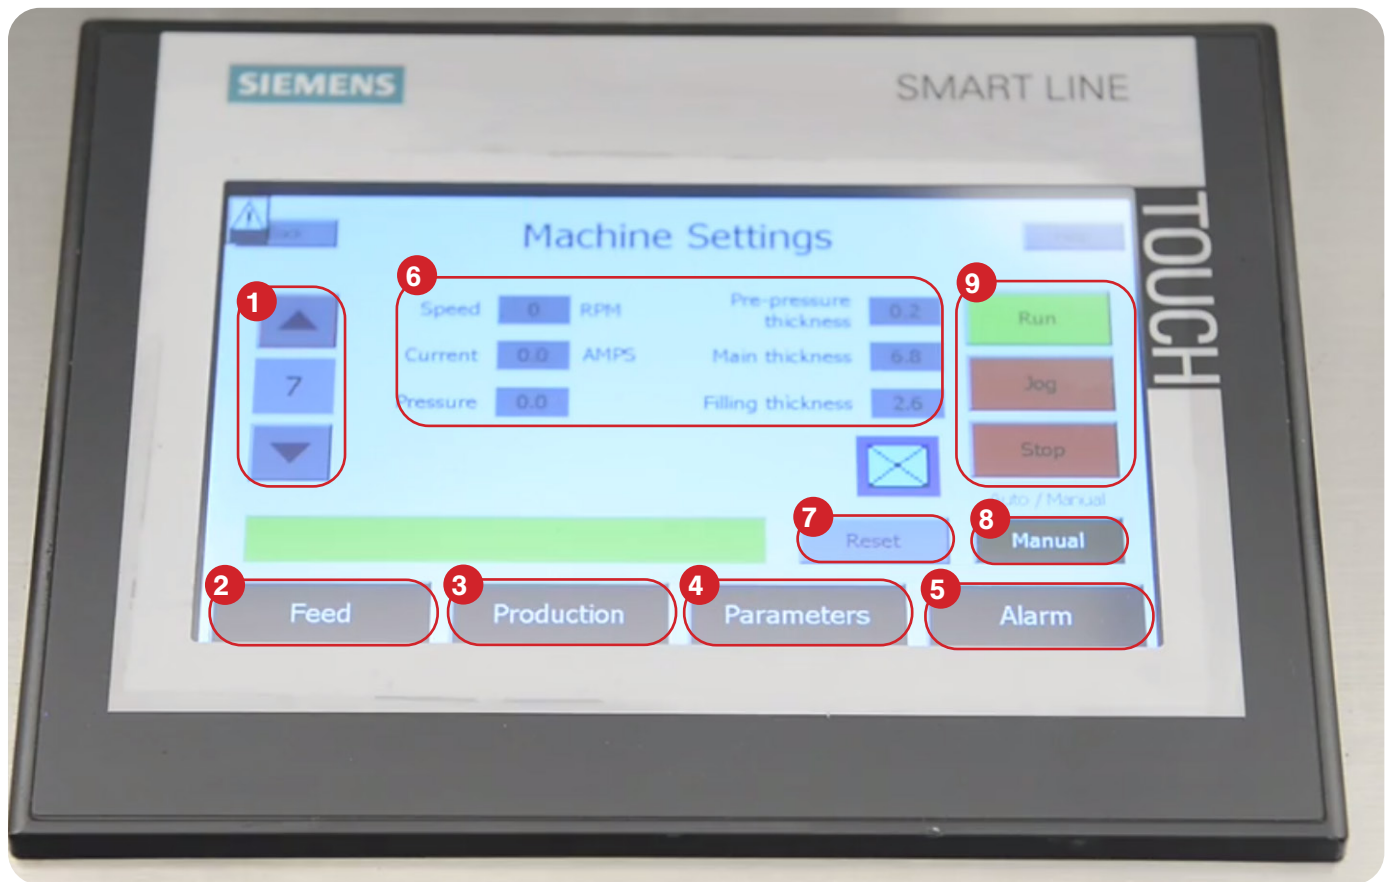 SIEMENS
SMART LINE
TOUCH
Machine Settings
1
6
9
Speed 0 RPM
Pre-pressure
thickness 0.2
Run
Current 0.0 AMPS
Main thickness 6.8
7
Jog
Pressure 0.0
Filling thickness 2.6
Stop
Auto / Manual
7
8
Reset
Manual
2
3
4
5
Feed
Production
Parameters
Alarm